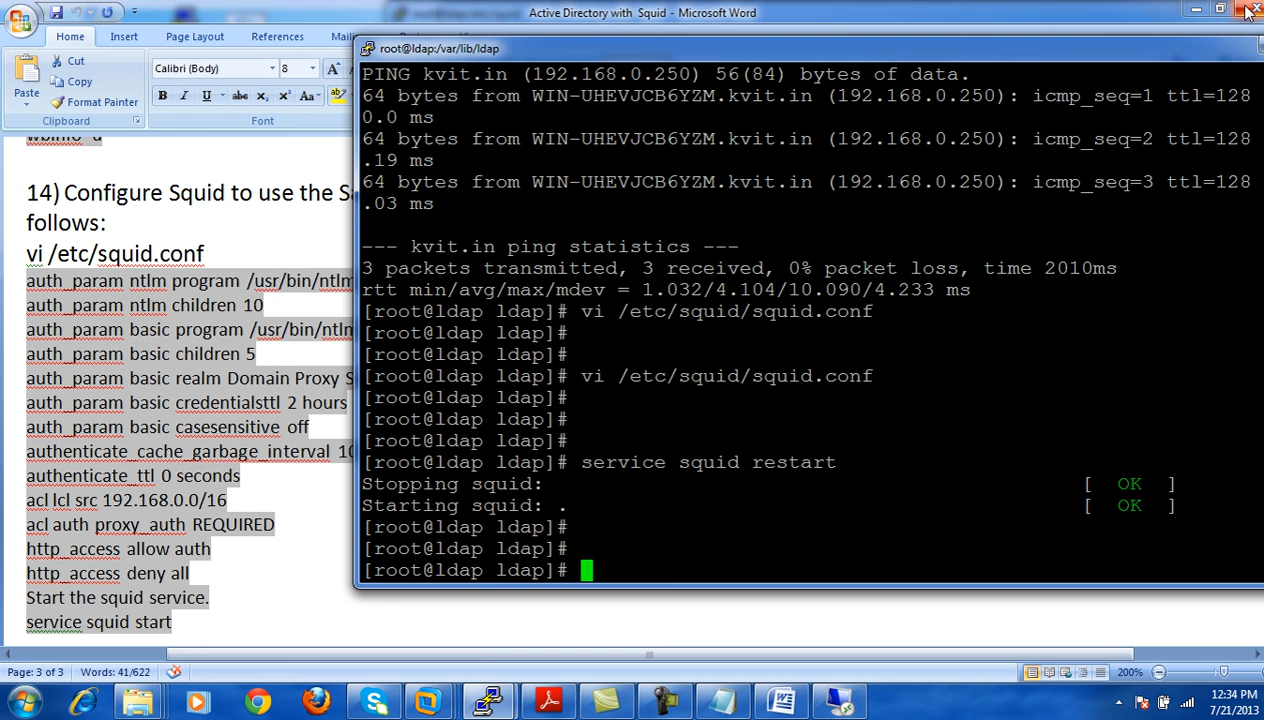 Active Directory with Squid - Microsoft Word
Home
Insert
Page Layout
References
Cut
Copy
Format Painter
Paste
Clipboard
Calibri (Body)
8
Font
wbinfo -u
14) Configure Squid to use the
follows:
vi /etc/squid.conf
auth_param ntlm program /usr/bin/ntlm
auth_param ntlm children 10
auth_param basic program /usr/bin/ntlm
auth_param basic children 5
auth_param basic realm Domain Proxy S
auth_param basic credentialsttl 2 hours
auth_param basic casesensitive off
authenticate_cache_garbage_interval 10
authenticate_ttl 0 seconds
acl lcl src 192.168.0.0/16
acl auth proxy_auth REQUIRED
http_access allow auth
http_access deny all
Start the squid service.
service squid start
root@ldap:/var/lib/ldap
PING kvit.in (192.168.0.250) 56(84) bytes of data.
64 bytes from WIN-UHEVJCB6YZM.kvit.in (192.168.0.250): icmp_seq=1 ttl=128
0.0 ms
64 bytes from WIN-UHEVJCB6YZM.kvit.in (192.168.0.250): icmp_seq=2 ttl=128
.19 ms
64 bytes from WIN-UHEVJCB6YZM.kvit.in (192.168.0.250): icmp_seq=3 ttl=128
.03 ms
--- kvit.in ping statistics ---
3 packets transmitted, 3 received, 0% packet loss, time 2010ms
rtt min/avg/max/mdev = 1.032/4.104/10.090/4.233 ms
[root@ldap ldap]# vi /etc/squid/squid.conf
[root@ldap ldap]#
[root@ldap ldap]#
[root@ldap ldap]# vi /etc/squid/squid.conf
[root@ldap ldap]#
[root@ldap ldap]#
[root@ldap ldap]#
[root@ldap ldap]# service squid restart
Stopping squid: [ OK ]
Starting squid: . [ OK ]
[root@ldap ldap]#
[root@ldap ldap]#
[root@ldap ldap]#
Page: 3 of 3
Words: 41/622
200%
12:34 PM
7/21/2013